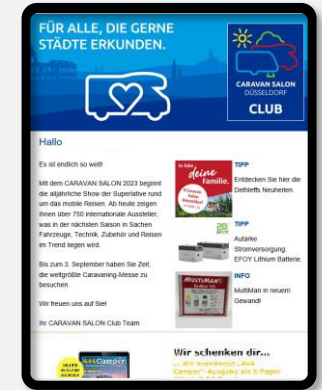 FÜR ALLE, DIE GERNE
STÄDTE ERKUNDEN.
CARAVAN SALON
DÜSSELDORF
CLUB
Hallo
Es ist endlich so weit!
Mit dem CARAVAN SALON 2023 beginnt
die alljährliche Show der Superlative rund
um das mobile Reisen. Ab heute zeigen
Ihnen über 750 internationale Aussteller,
was in der nächsten Saison in Sachen
Fahrzeuge, Technik, Zubehör und Reisen
im Trend liegen wird.
Bis zum 3. September haben Sie Zeit,
die weltgrößte Caravaning-Messe zu
besuchen.
Wir freuen uns auf Sie!
Ihr CARAVAN SALON Club Team
deine
Familie.
TIPP
Entdecken Sie hier die
Dethleffs Neuheiten.
TIPP
Autarke
Stromversorgung:
EFOY Lithium Batterie
MULTIMAN
INFO
MultiMan in neuem
Gewand!
Camper
Wir schenken dir...